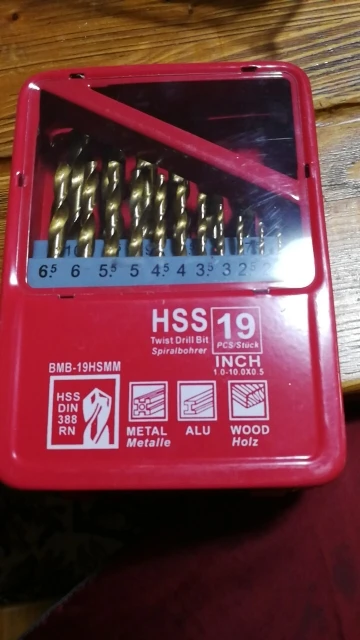 6.5 6 5.5 5 4.5 4 3.5 3 2.5
HSS 19
Twist Drill Bit PCS/Stück
Spiralbohrer
INCH
1.0-10.0X0.5
BMB-19HSMM
HSS
DIN
388
RN
METAL ALU WOOD
Metalle Holz